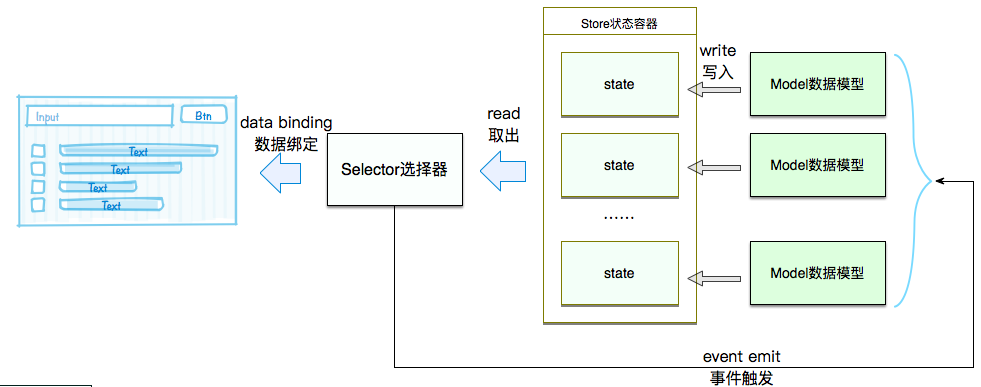 Store状态容器
write
写入
state
Model数据模型
read
取出
data binding
数据绑定
Input
Btn
Text
Text
Text
Text
Selector选择器
state
Model数据模型
……
state
Model数据模型
event emit
事件触发